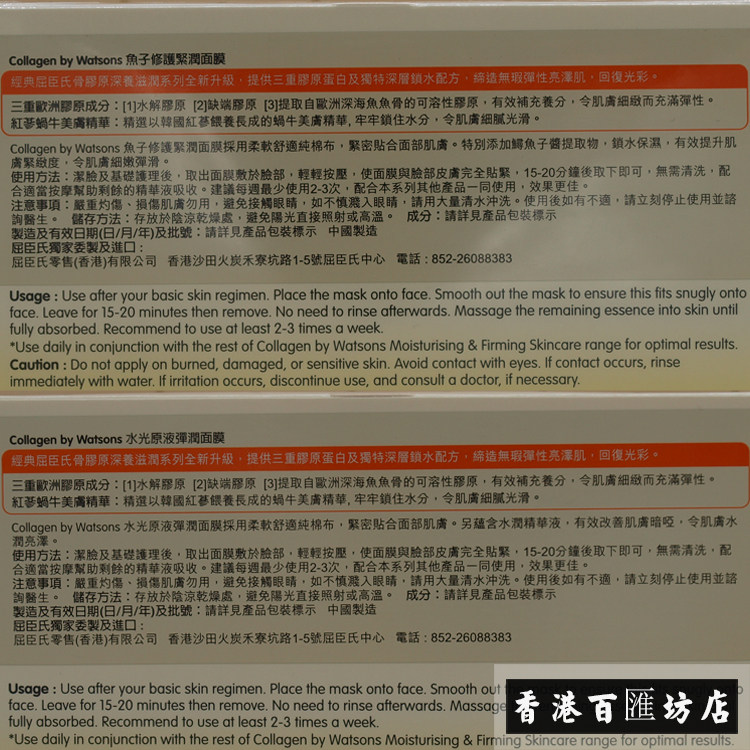 Collagen by Watsons 魚子修護緊潤面膜
經典屈臣氏骨膠原深養滋潤系列全新升級，提供三重膠原蛋白及獨特深層鎖水配方，締造無瑕彈性亮澤肌，回復光彩。
三重歐洲膠原成分：[1]水解膠原 [2]缺端膠原 [3]提取自歐洲深海魚魚骨的可溶性膠原，有效補充養分，令肌膚細緻而充滿彈性。
紅蔘蝸牛美膚精華：精選以韓國紅蔘餵養長成的蝸牛美膚精華, 牢牢鎖住水分，令肌膚細膩光滑。
Collagen by Watsons 魚子修護緊潤面膜採用柔軟舒適純棉布，緊密貼合面部肌膚。特別添加鱘魚子醬提取物，鎖水保濕，有效提升肌
膚緊緻度，令肌膚細嫩彈滑。
使用方法：潔臉及基礎護理後，取出面膜敷於臉部，輕輕按壓，使面膜與臉部皮膚完全貼緊，15-20分鐘後取下即可，無需清洗，配
合適當按摩幫助剩餘的精華液吸收。建議每週最少使用2-3次，配合本系列其他產品一同使用，效果更佳。
注意事項：嚴重灼傷、損傷肌膚勿用，避免接觸眼睛，如不慎濺入眼睛，請用大量清水沖洗。使用後如有不適，請立刻停止使用並諮
詢醫生。 儲存方法：存放於陰涼乾燥處，避免陽光直接照射或高溫。 成分：請詳見產品包裝標示
製造及有效日期(日/月/年)及批號：請詳見產品包裝標示 中國製造
屈臣氏獨家委製及進口：
屈臣氏零售(香港)有限公司 香港沙田火炭禾寮坑路1-5號屈臣氏中心 電話：852-26088383
Usage : Use after your basic skin regimen. Place the mask onto face. Smooth out the mask to ensure this fits snugly onto
face. Leave for 15-20 minutes then remove. No need to rinse afterwards. Massage the remaining essence into skin until
fully absorbed. Recommend to use at least 2-3 times a week.
*Use daily in conjunction with the rest of Collagen by Watsons Moisturising & Firming Skincare range for optimal results.
Caution : Do not apply on burned, damaged, or sensitive skin. Avoid contact with eyes. If contact occurs, rinse
immediately with water. If irritation occurs, discontinue use, and consult a doctor, if necessary.
Collagen by Watsons 水光原液彈潤面膜
經典屈臣氏骨膠原深養滋潤系列全新升級，提供三重膠原蛋白及獨特深層鎖水配方，締造無瑕彈性亮澤肌，回復光彩。
三重歐洲膠原成分：[1]水解膠原 [2]缺端膠原 [3]提取自歐洲深海魚魚骨的可溶性膠原，有效補充養分，令肌膚細緻而充滿彈性。
紅蔘蝸牛美膚精華：精選以韓國紅蔘餵養長成的蝸牛美膚精華, 牢牢鎖住水分，令肌膚細膩光滑。
Collagen by Watsons 水光原液彈潤面膜採用柔軟舒適純棉布，緊密貼合面部肌膚。另蘊含水潤精華液，有效改善肌膚暗啞，令肌膚水
潤亮澤。
使用方法：潔臉及基礎護理後，取出面膜敷於臉部，輕輕按壓，使面膜與臉部皮膚完全貼緊，15-20分鐘後取下即可，無需清洗，配
合適當按摩幫助剩餘的精華液吸收。建議每週最少使用2-3次，配合本系列其他產品一同使用，效果更佳。
注意事項：嚴重灼傷、損傷肌膚勿用，避免接觸眼睛，如不慎濺入眼睛，請用大量清水沖洗。使用後如有不適，請立刻停止使用並諮
詢醫生。 儲存方法：存放於陰涼乾燥處，避免陽光直接照射或高溫。 成分：請詳見產品包裝標示
製造及有效日期(日/月/年)及批號：請詳見產品包裝標示 中國製造
屈臣氏獨家委製及進口：
屈臣氏零售(香港)有限公司 香港沙田火炭禾寮坑路1-5號屈臣氏中心 電話：852-26088383
Usage : Use after your basic skin regimen. Place the mask onto face. Smooth out
face. Leave for 15-20 minutes then remove. No need to rinse afterwards. Massage
fully absorbed. Recommend to use at least 2-3 times a week.
*Use daily in conjunction with the rest of Collagen by Watsons Moisturising & Firming Skincare range for optimal results.
香港百匯坊店